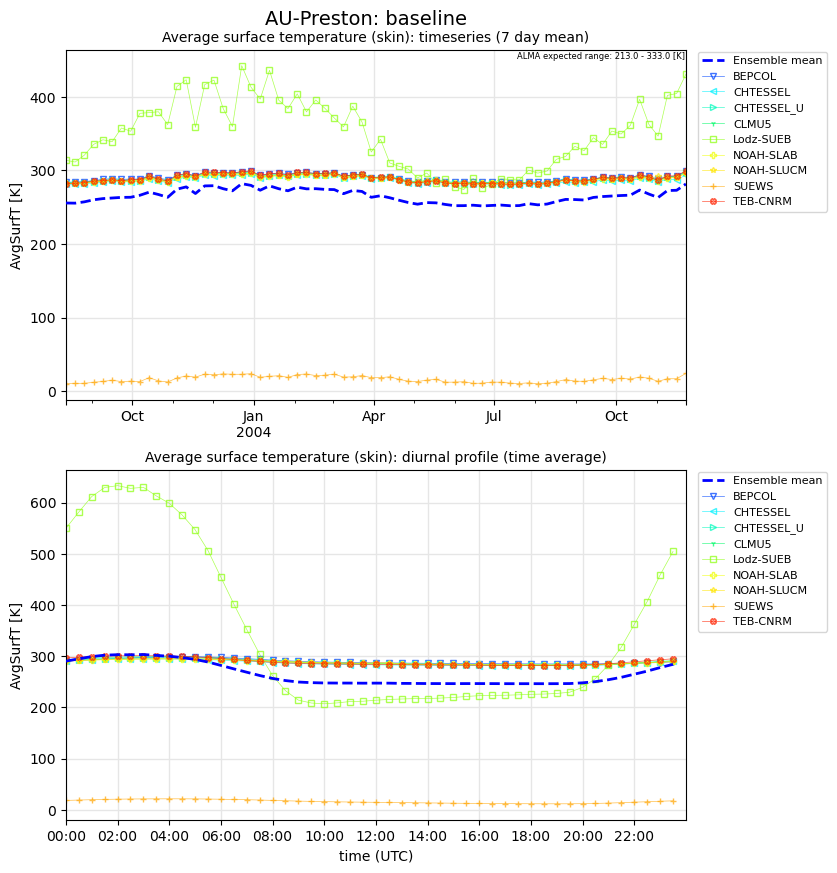 AU-Preston: baseline
Average surface temperature (skin): timeseries (7 day mean)
ALMA expected range: 213.0 - 333.0 [K]
AvgSurfT [K]
400
300
200
100
0
Oct
Jan
2004
Apr
Jul
Oct
Ensemble mean
BEPCOL
CHTESSEL
CHTESSEL_U
CLMU5
Lodz-SUEB
NOAH-SLAB
NOAH-SLUCM
SUEWS
TEB-CNRM
Average surface temperature (skin): diurnal profile (time average)
AvgSurfT [K]
600
500
400
300
200
100
0
00:00
02:00
04:00
06:00
08:00
10:00
12:00
14:00
16:00
18:00
20:00
22:00
time (UTC)
Ensemble mean
BEPCOL
CHTESSEL
CHTESSEL_U
CLMU5
Lodz-SUEB
NOAH-SLAB
NOAH-SLUCM
SUEWS
TEB-CNRM